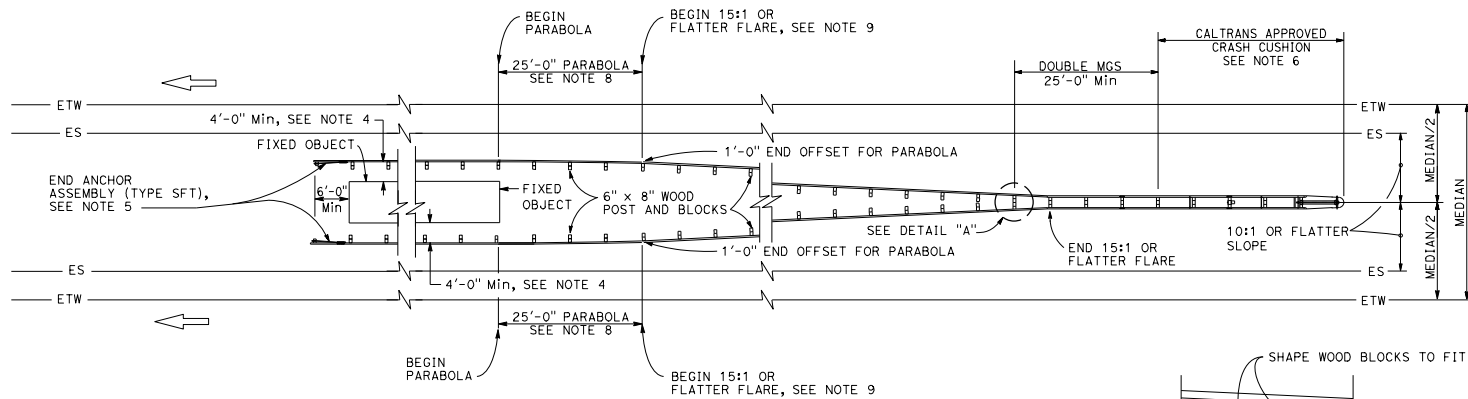 BEGIN
PARABOLA
BEGIN 15:1 OR
FLATTER FLARE, SEE NOTE 9
CALTRANS APPROVED
CRASH CUSHION
SEE NOTE 6
25'-0" PARABOLA
SEE NOTE 8
DOUBLE MGS
25'-0" Min
ETW
ETW
4'-0" Min, SEE NOTE 4
ES
ES
FIXED OBJECT
1'-0" END OFFSET FOR PARABOLA
MEDIAN/2
END ANCHOR
ASSEMBLY (TYPE SFT),
SEE NOTE 5
6'-0"
Min
FIXED
OBJECT
6" x 8" WOOD
POST AND BLOCKS
MEDIAN
SEE DETAIL "A"
10:1 OR FLATTER
SLOPE
MEDIAN/2
1'-0" END OFFSET FOR PARABOLA
END 15:1 OR
FLATTER FLARE
ES
4'-0" Min, SEE NOTE 4
ES
ETW
ETW
25'-0" PARABOLA
SEE NOTE 8
BEGIN
PARABOLA
BEGIN 15:1 OR
FLATTER FLARE, SEE NOTE 9
SHAPE WOOD BLOCKS TO FIT